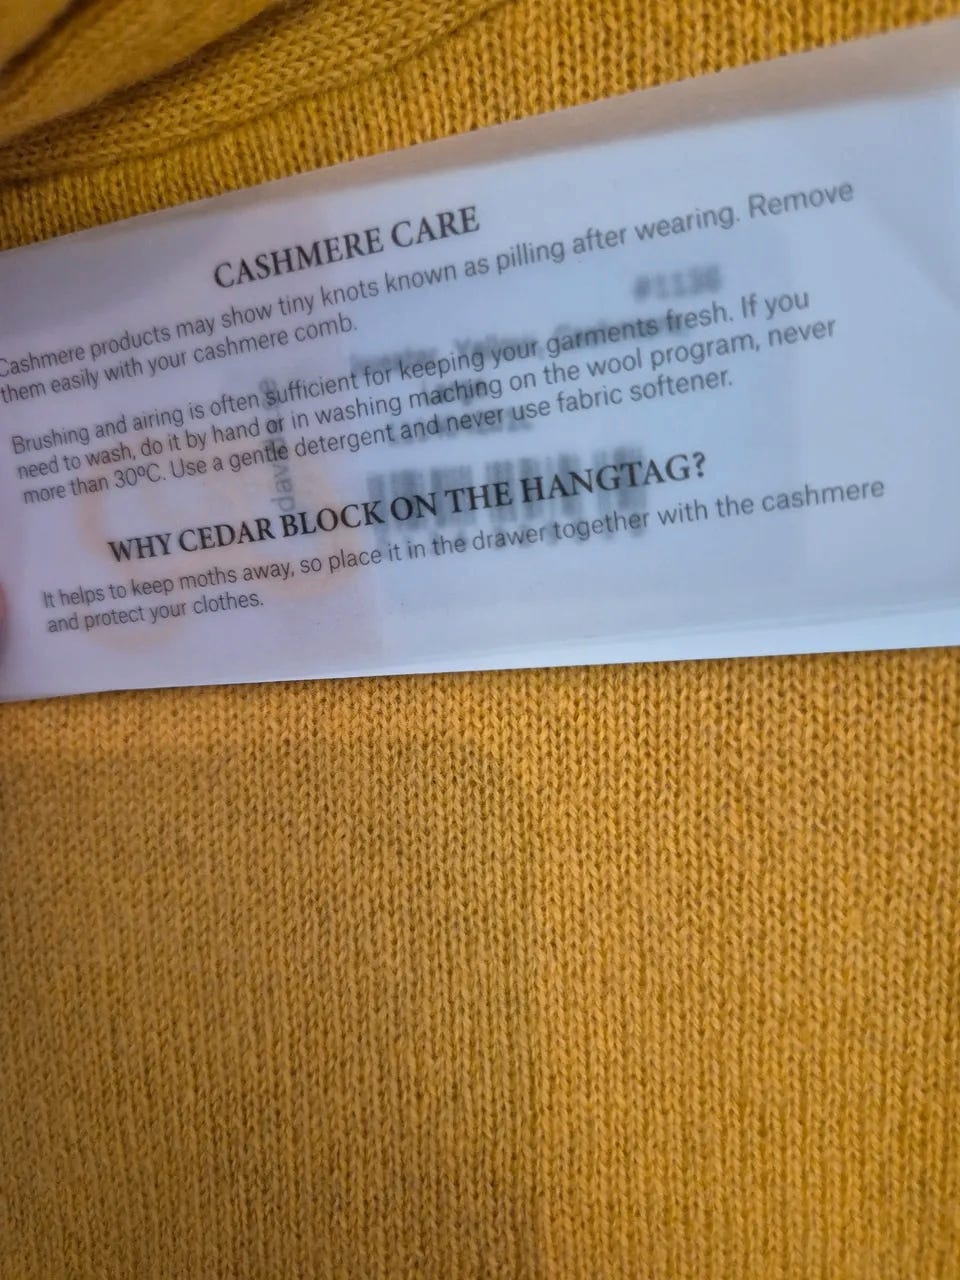 CASHMERE CARE
Cashmere products may show tiny knots known as pilling after wearing. Remove
them easily with your cashmere comb.
#1136
Brushing and airing is often sufficient for keeping your garments fresh. If you
need to wash, do it by hand or in washing maching on the wool program, never
more than 30ºC. Use a gentle detergent and never use fabric softener.
WHY CEDAR BLOCK ON THE HANGTAG?
It helps to keep moths away, so place it in the drawer together with the cashmere
and protect your clothes.